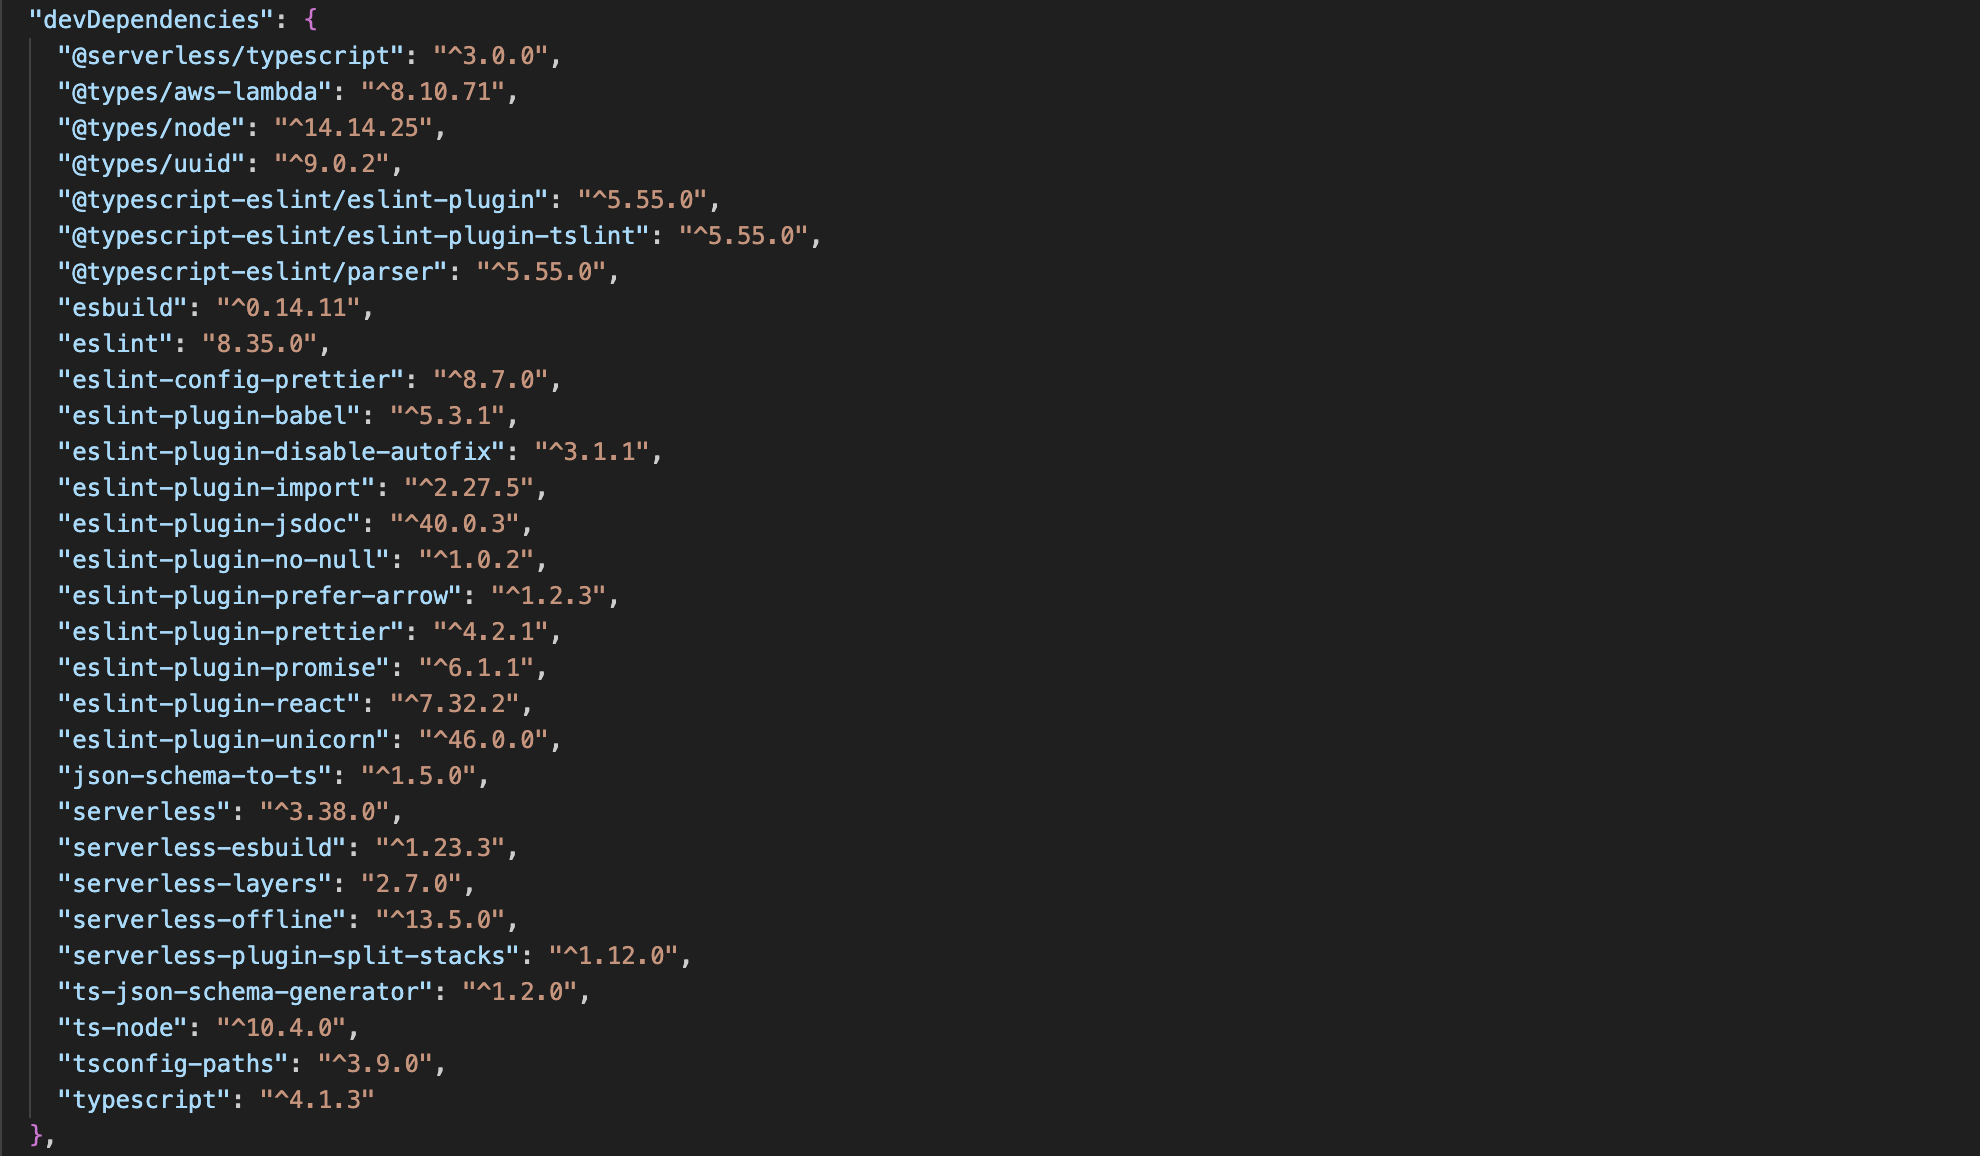 "devDependencies": {
"@serverless/typescript": "^3.0.0",
"@types/aws-lambda": "^8.10.71",
"@types/node": "^14.14.25",
"@types/uuid": "^9.0.2",
"@typescript-eslint/eslint-plugin": "^5.55.0",
"@typescript-eslint/eslint-plugin-tslint": "^5.55.0",
"@typescript-eslint/parser": "^5.55.0",
"esbuild": "^0.14.11",
"eslint": "8.35.0",
"eslint-config-prettier": "^8.7.0",
"eslint-plugin-babel": "^5.3.1",
"eslint-plugin-disable-autofix": "^3.1.1",
"eslint-plugin-import": "^2.27.5",
"eslint-plugin-jsdoc": "^40.0.3",
"eslint-plugin-no-null": "^1.0.2",
"eslint-plugin-prefer-arrow": "^1.2.3",
"eslint-plugin-prettier": "^4.2.1",
"eslint-plugin-promise": "^6.1.1",
"eslint-plugin-react": "^7.32.2",
"eslint-plugin-unicorn": "^46.0.0",
"json-schema-to-ts": "^1.5.0",
"serverless": "^3.38.0",
"serverless-esbuild": "^1.23.3",
"serverless-layers": "2.7.0",
"serverless-offline": "^13.5.0",
"serverless-plugin-split-stacks": "^1.12.0",
"ts-json-schema-generator": "^1.2.0",
"ts-node": "^10.4.0",
"tsconfig-paths": "^3.9.0",
"typescript": "^4.1.3"
},